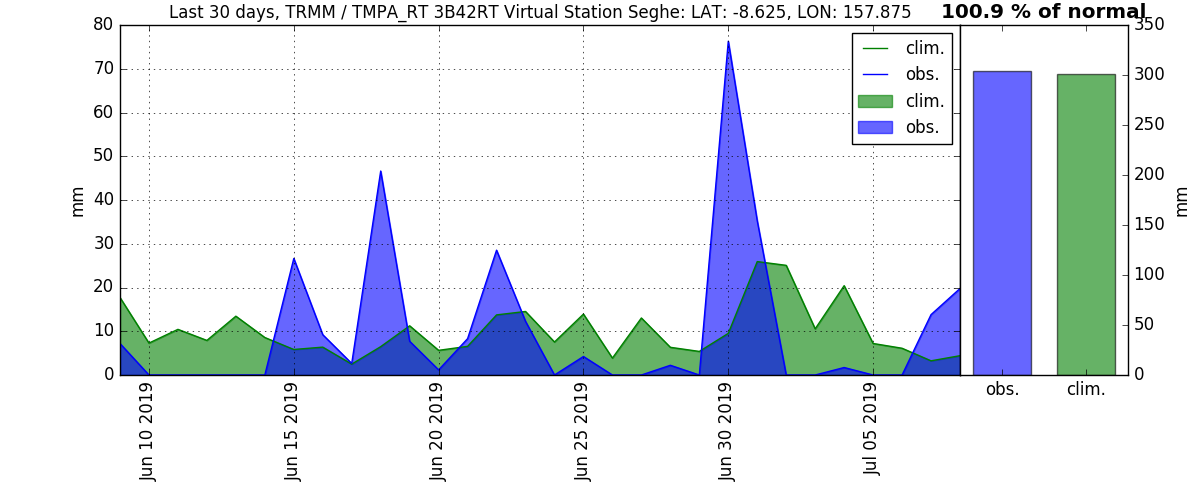 Last 30 days, TRMM / TMPA_RT 3B42RT Virtual Station Seghe: LAT: -8.625, LON: 157.875
100.9 % of normal
80
70
60
50
40
30
20
10
0
mm
clim.
obs.
clim.
obs.
Jun 10 2019
Jun 15 2019
Jun 20 2019
Jun 25 2019
Jun 30 2019
Jul 05 2019
350
300
250
200
150
100
50
0
mm
obs.
clim.